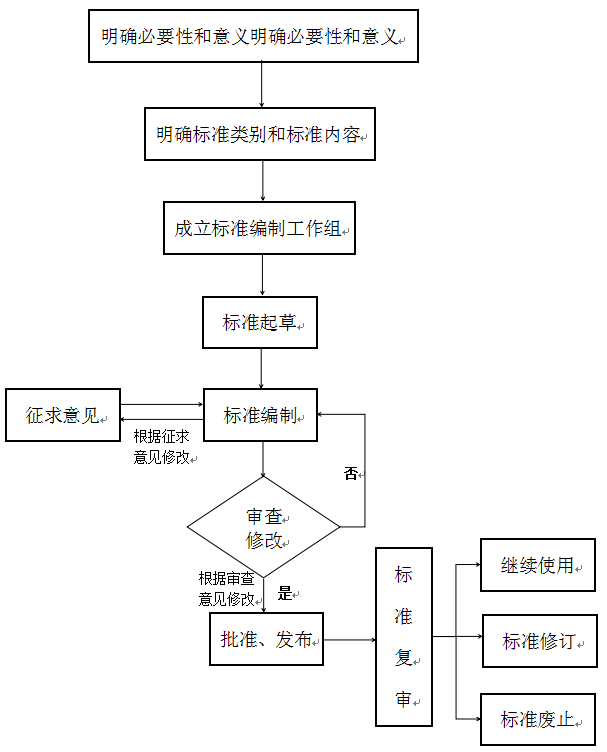 明确必要性和意义明确必要性和意义
明确标准类别和标准内容
成立标准编制工作组
标准起草
征求意见
标准编制
根据征求
意见修改
否
审查
修改
根据审查
意见修改
是
批准、发布
标
准
复
审
继续使用
标准修订
标准废止